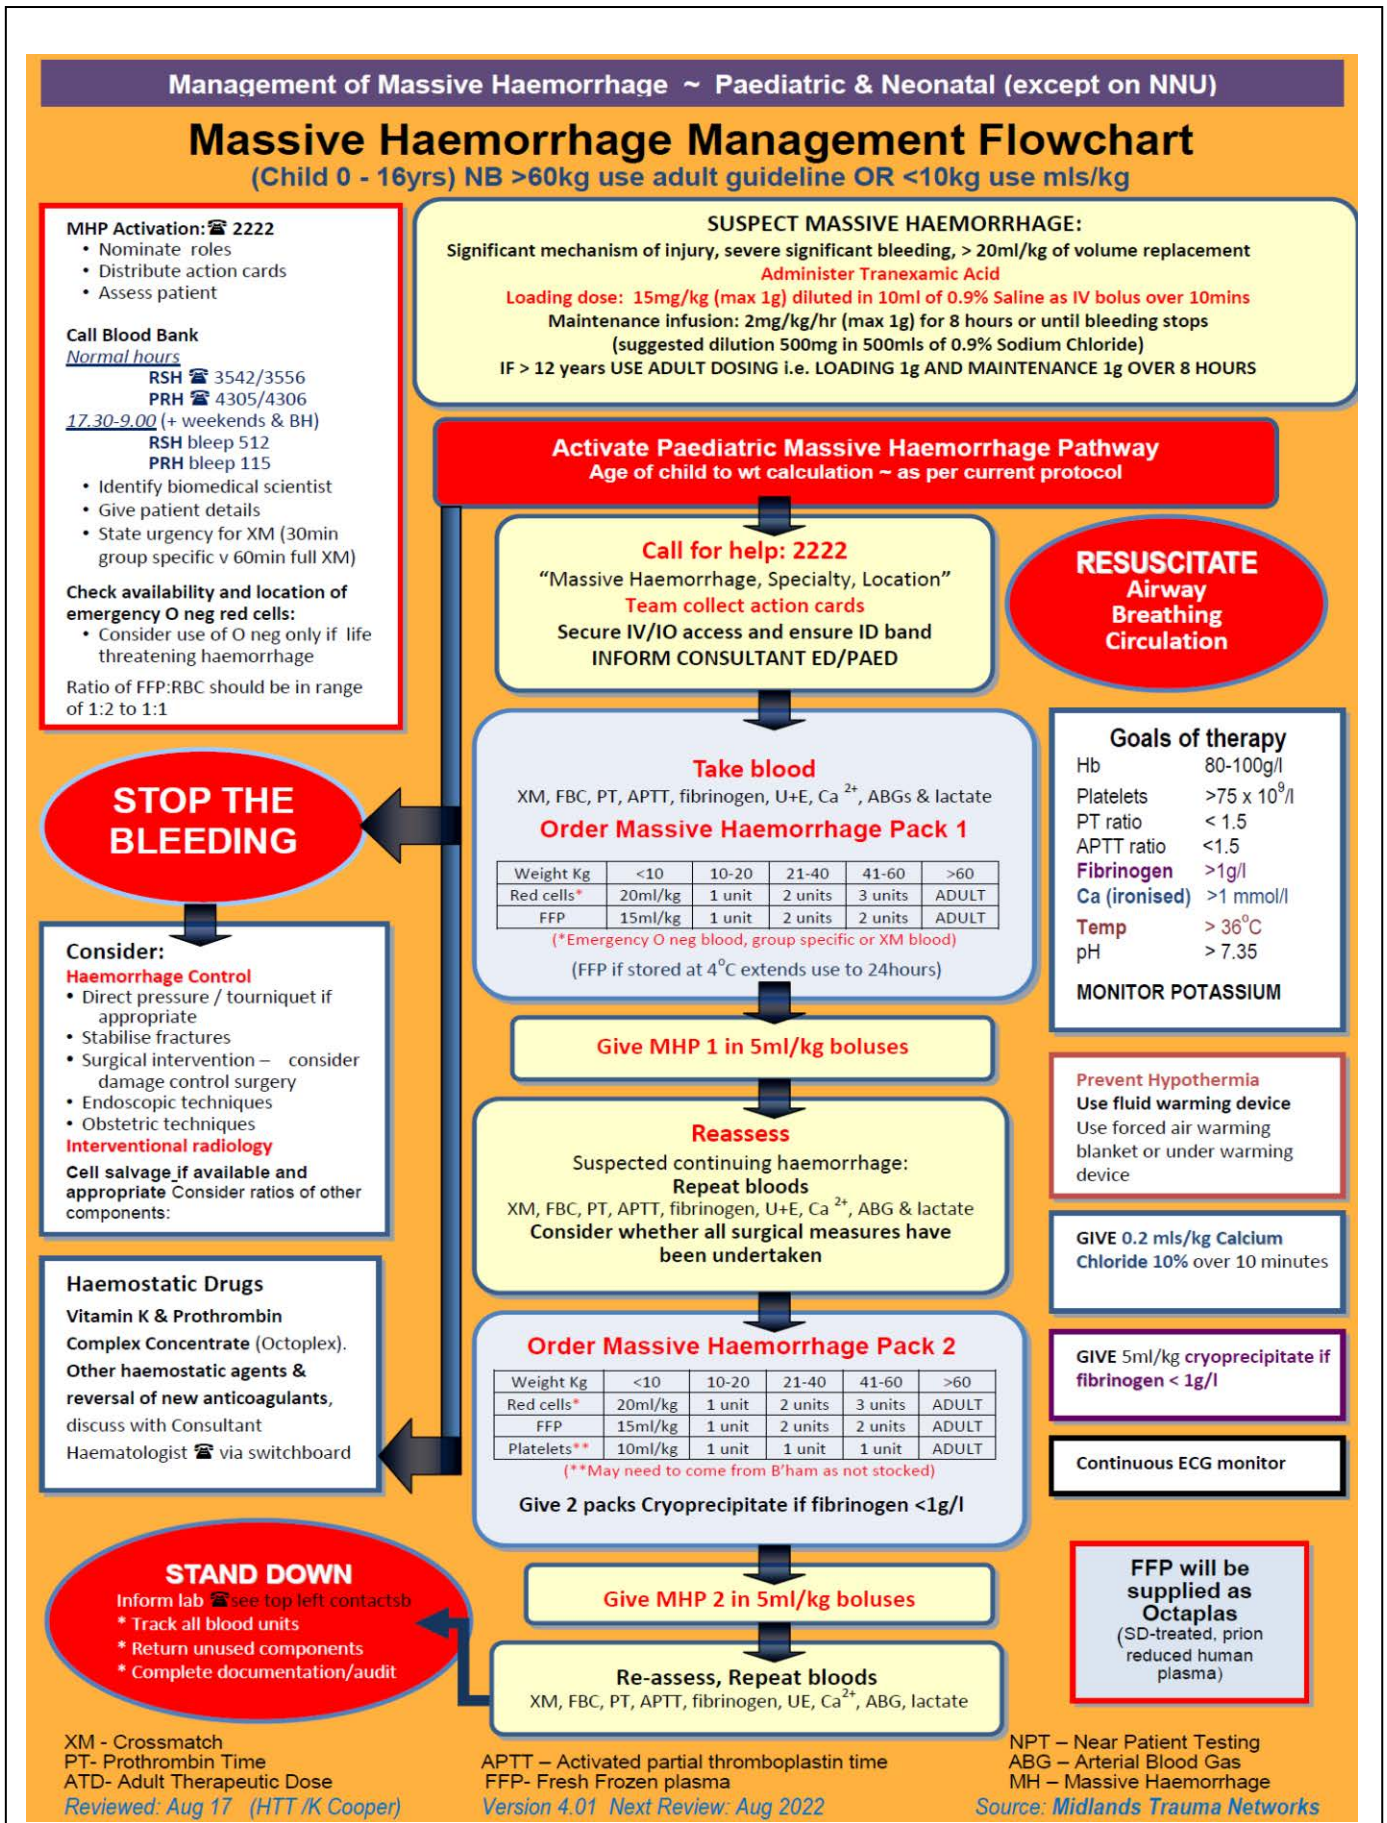 Management of Massive Haemorrhage ~ Paediatric & Neonatal (except on NNU)
Massive Haemorrhage Management Flowchart
(Child 0 - 16yrs) NB >60kg use adult guideline OR <10kg use mls/kg
MHP Activation: ☎ 2222
• Nominate roles
• Distribute action cards
• Assess patient
Call Blood Bank
Normal hours
RSH ☎ 3542/3556
PRH ☎ 4305/4306
17.30-9.00 (+ weekends & BH)
RSH bleep 512
PRH bleep 115
• Identify biomedical scientist
• Give patient details
• State urgency for XM (30min
group specific v 60min full XM)
Check availability and location of
emergency O neg red cells:
• Consider use of O neg only if life
threatening haemorrhage
Ratio of FFP:RBC should be in range
of 1:2 to 1:1
SUSPECT MASSIVE HAEMORRHAGE:
Significant mechanism of injury, severe significant bleeding, > 20ml/kg of volume replacement
Administer Tranexamic Acid
Loading dose: 15mg/kg (max 1g) diluted in 10ml of 0.9% Saline as IV bolus over 10mins
Maintenance infusion: 2mg/kg/hr (max 1g) for 8 hours or until bleeding stops
(suggested dilution 500mg in 500mls of 0.9% Sodium Chloride)
IF > 12 years USE ADULT DOSING i.e. LOADING 1g AND MAINTENANCE 1g OVER 8 HOURS
Activate Paediatric Massive Haemorrhage Pathway
Age of child to wt calculation ~ as per current protocol
Call for help: 2222
“Massive Haemorrhage, Specialty, Location”
Team collect action cards
Secure IV/IO access and ensure ID band
INFORM CONSULTANT ED/PAED
RESUSCITATE
Airway
Breathing
Circulation
Take blood
XM, FBC, PT, APTT, fibrinogen, U+E, Ca 2+, ABGs & lactate
Order Massive Haemorrhage Pack 1
Weight Kg <10 10-20 21-40 41-60 >60
Red cells* 20ml/kg 1 unit 2 units 3 units ADULT
FFP 15ml/kg 1 unit 2 units 2 units ADULT
(*Emergency O neg blood, group specific or XM blood)
(FFP if stored at 4°C extends use to 24hours)
Goals of therapy
Hb 80-100g/l
Platelets >75 x 10⁹/l
PT ratio < 1.5
APTT ratio <1.5
Fibrinogen >1g/l
Ca (ironised) >1 mmol/l
Temp > 36°C
pH > 7.35
MONITOR POTASSIUM
STOP THE
BLEEDING
Consider:
Haemorrhage Control
• Direct pressure / tourniquet if
appropriate
• Stabilise fractures
• Surgical intervention – consider
damage control surgery
• Endoscopic techniques
• Obstetric techniques
Interventional radiology
Cell salvage if available and
appropriate Consider ratios of other
components:
Give MHP 1 in 5ml/kg boluses
Reassess
Suspected continuing haemorrhage:
Repeat bloods
XM, FBC, PT, APTT, fibrinogen, U+E, Ca 2+, ABG & lactate
Consider whether all surgical measures have
been undertaken
Prevent Hypothermia
Use fluid warming device
Use forced air warming
blanket or under warming
device
GIVE 0.2 mls/kg Calcium
Chloride 10% over 10 minutes
Haemostatic Drugs
Vitamin K & Prothrombin
Complex Concentrate (Octoplex).
Other haemostatic agents &
reversal of new anticoagulants,
discuss with Consultant
Haematologist ☎ via switchboard
Order Massive Haemorrhage Pack 2
Weight Kg <10 10-20 21-40 41-60 >60
Red cells* 20ml/kg 1 unit 2 units 3 units ADULT
FFP 15ml/kg 1 unit 2 units 2 units ADULT
Platelets** 10ml/kg 1 unit 1 unit 1 unit ADULT
(**May need to come from B'ham as not stocked)
Give 2 packs Cryoprecipitate if fibrinogen <1g/l
GIVE 5ml/kg cryoprecipitate if
fibrinogen < 1g/l
Continuous ECG monitor
STAND DOWN
Inform lab ☎see top left contactsb
* Track all blood units
* Return unused components
* Complete documentation/audit
Give MHP 2 in 5ml/kg boluses
Re-assess, Repeat bloods
XM, FBC, PT, APTT, fibrinogen, UE, Ca2+, ABG, lactate
FFP will be
supplied as
Octaplas
(SD-treated, prion
reduced human
plasma)
XM - Crossmatch
PT- Prothrombin Time
ATD- Adult Therapeutic Dose
Reviewed: Aug 17 (HTT /K Cooper)
APTT – Activated partial thromboplastin time
FFP- Fresh Frozen plasma
Version 4.01 Next Review: Aug 2022
NPT – Near Patient Testing
ABG – Arterial Blood Gas
MH – Massive Haemorrhage
Source: Midlands Trauma Networks